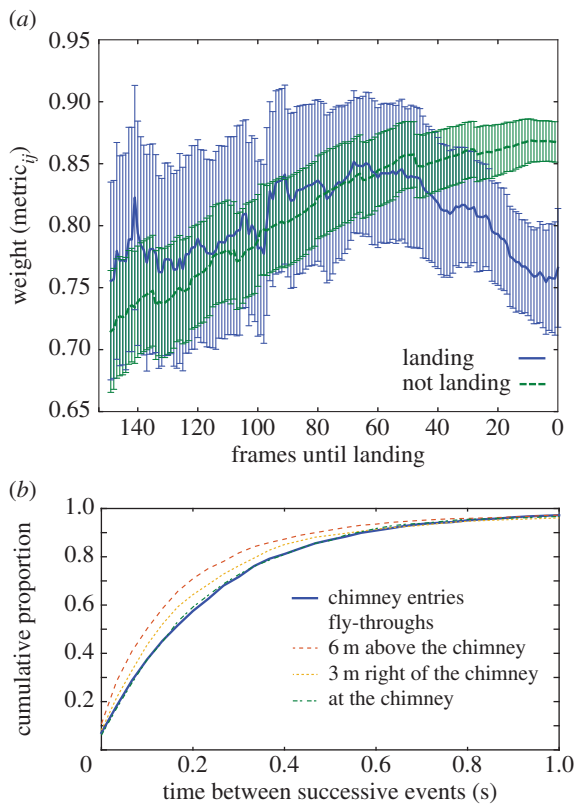 (a)
0.95
0.90
0.85
0.80
0.75
0.70
0.65
weight (metric_ij)
landing
not landing
140 120 100 80 60 40 20 0
frames until landing
(b)
1.0
0.8
0.6
0.4
0.2
cumulative proportion
chimney entries
fly-throughs
6 m above the chimney
3 m right of the chimney
at the chimney
0 0.2 0.4 0.6 0.8 1.0
time between successive events (s)